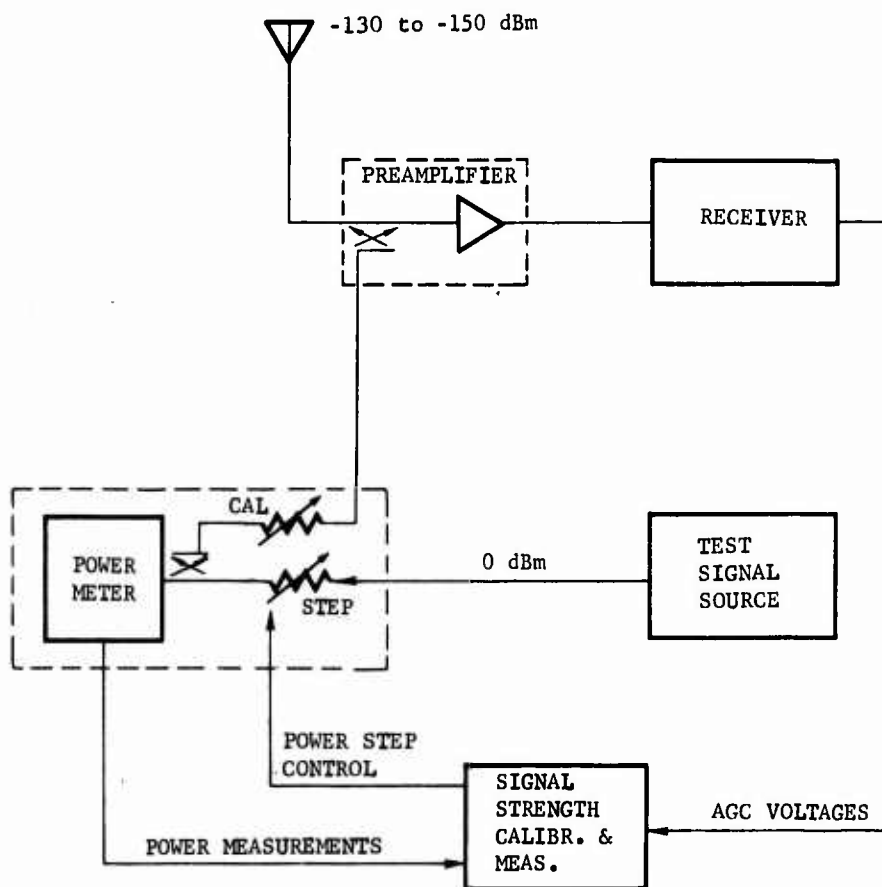 -130 to -150 dBm
PREAMPLIFIER
RECEIVER
CAL
POWER
METER
STEP
0 dBm
TEST
SIGNAL
SOURCE
POWER STEP
CONTROL
SIGNAL
STRENGTH
CALIBR. &
MEAS.
AGC VOLTAGES
POWER MEASUREMENTS